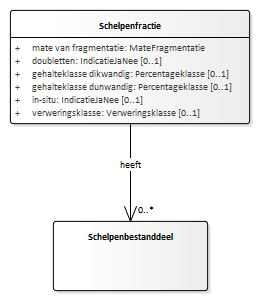 Schelpenfractie
+ mate van fragmentatie: MateFragmentatie
+ doubletten: IndicatieJaNee [0..1]
+ gehalteklasse dikwandig: Percentageklasse [0..1]
+ gehalteklasse dunwandig: Percentageklasse [0..1]
+ in-situ: IndicatieJaNee [0..1]
+ verweringsklasse: Verweringsklasse [0..1]
heeft
0..*
Schelpenbestanddeel